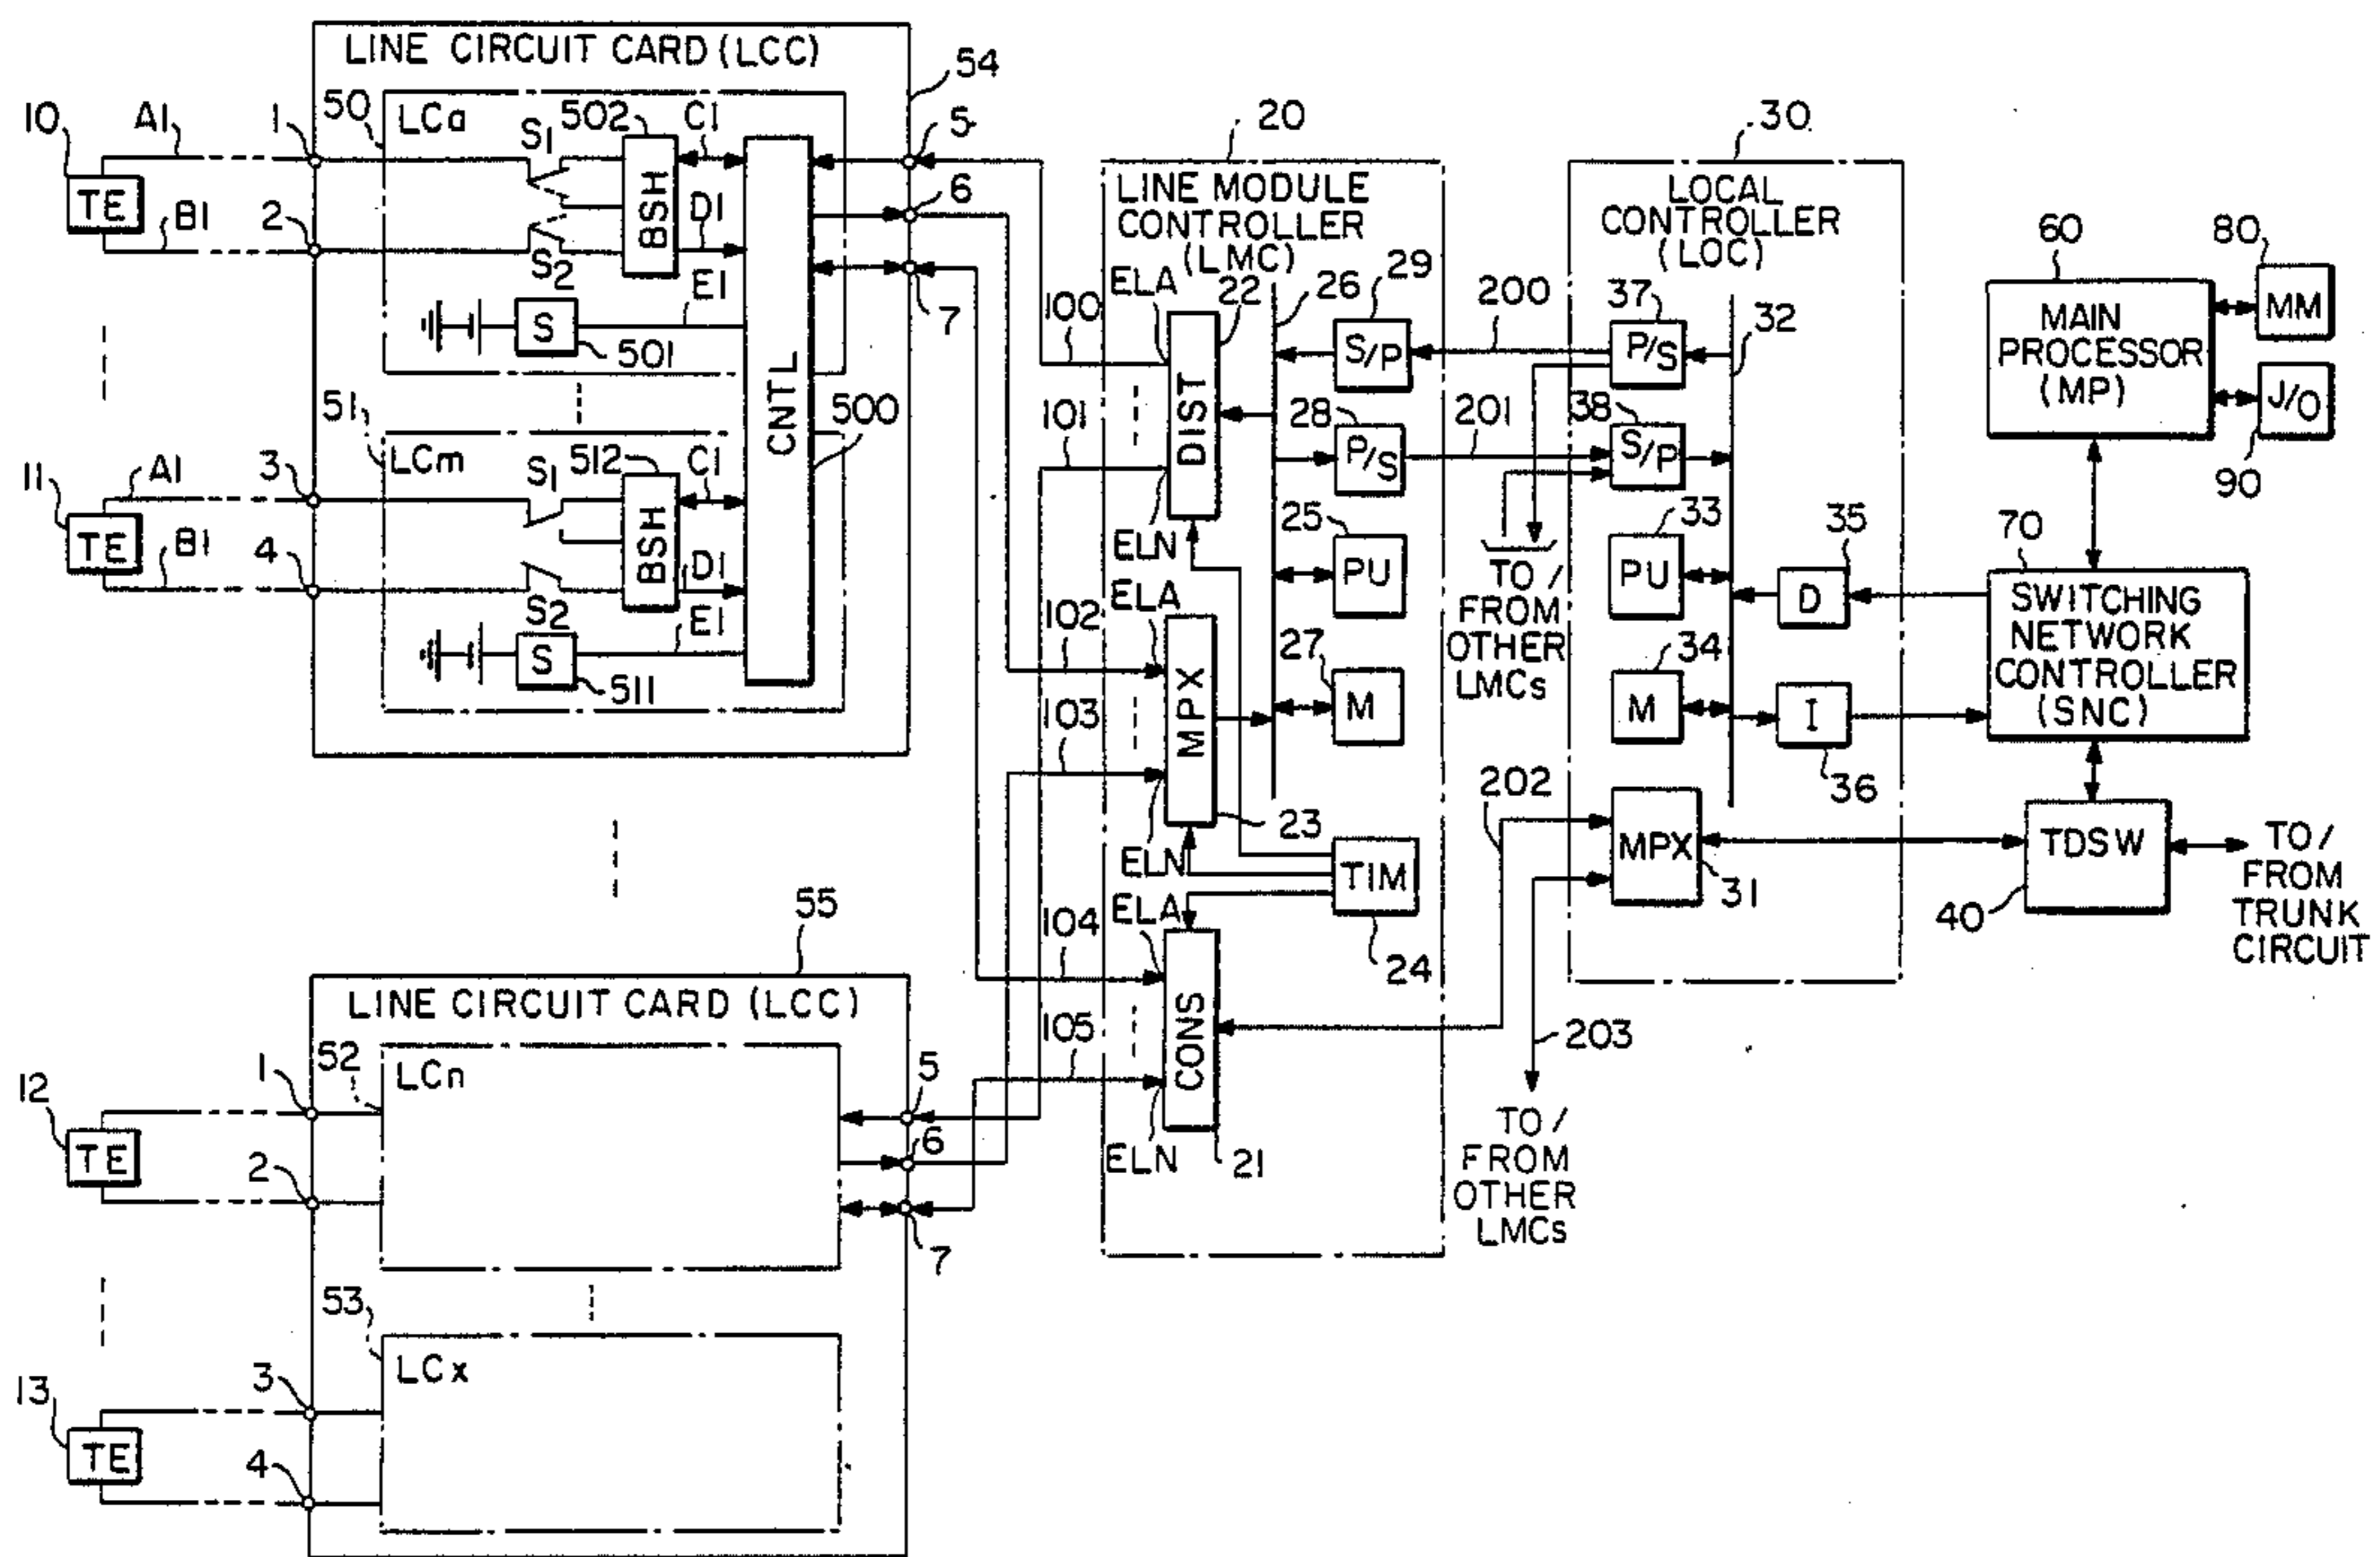 LINE CIRCUIT CARD (LCC)
54
50
LCa
502
C1
S1
BSH
D1
S2
E1
S
501
CNTL
500
10
TE
A1
B1
1
2
5
6
7
51
LCm
512
C1
S1
BSH
D1
S2
E1
S
511
11
TE
A1
B1
3
4
LINE CIRCUIT CARD (LCC)
55
52
LCn
12
TE
1
2
5
6
7
53
LCx
13
TE
3
4
100
101
102
103
104
105
20
LINE MODULE
CONTROLLER
(LMC)
ELA
22
26
29
DIST
S/P
28
P/S
ELN
25
PU
ELA
MPX
27
M
23
ELN
TIM
24
ELA
CONS
ELN
21
200
201
TO /
FROM
OTHER
LMCs
202
203
TO /
FROM
OTHER
LMCs
30
LOCAL
CONTROLLER
(LOC)
37
32
P/S
38
S/P
33
PU
35
D
34
M
I
36
MPX
31
60
MAIN
PROCESSOR
(MP)
80
MM
J/O
90
70
SWITCHING
NETWORK
CONTROLLER
(SNC)
TDSW
40
TO /
FROM
TRUNK
CIRCUIT